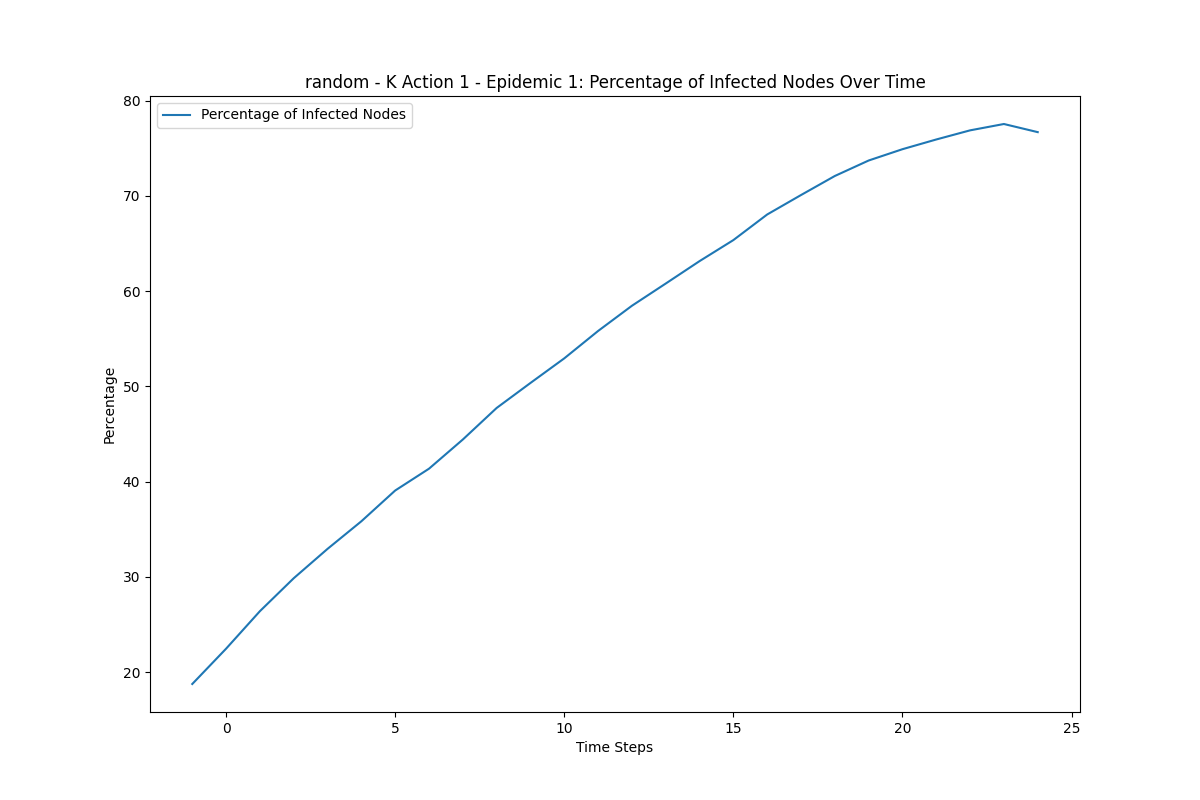 random - K Action 1 - Epidemic 1: Percentage of Infected Nodes Over Time
Percentage of Infected Nodes
80
70
60
50
40
30
20
Percentage
0 5 10 15 20 25
Time Steps